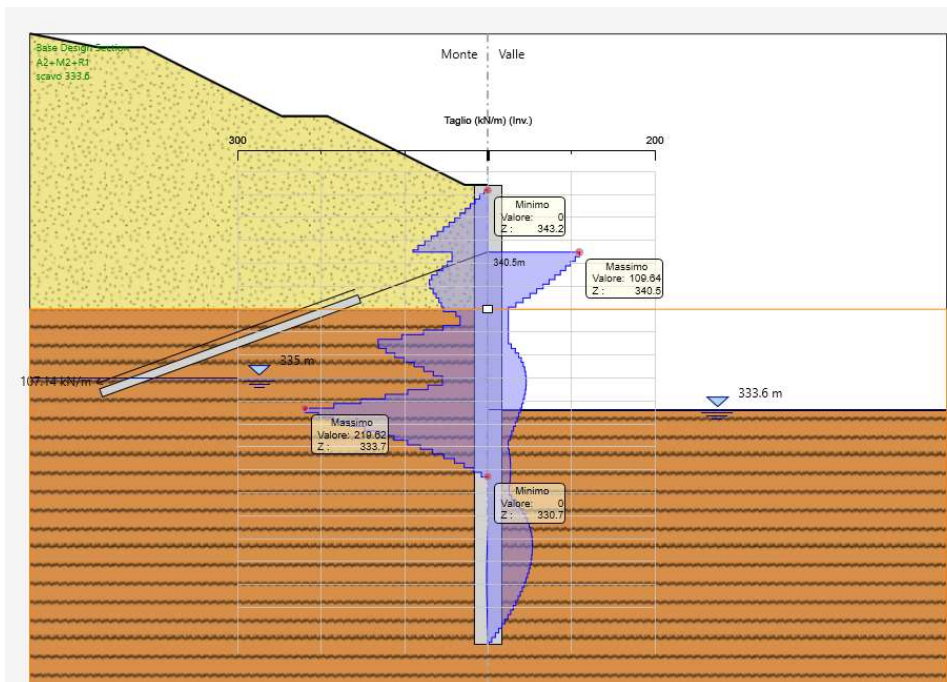 Base Design Section
A2+M2+R1
scavo 333.6
Monte Valle
Taglio (kN/m) (Inv.)
300
200
Minimo
Valore: 0
Z : 343.2
340.5m
Massimo
Valore: 109.64
Z : 340.5
335 m
107.14 kN/m
333.6 m
Massimo
Valore: 219.62
Z : 333.7
Minimo
Valore: 0
Z : 330.7